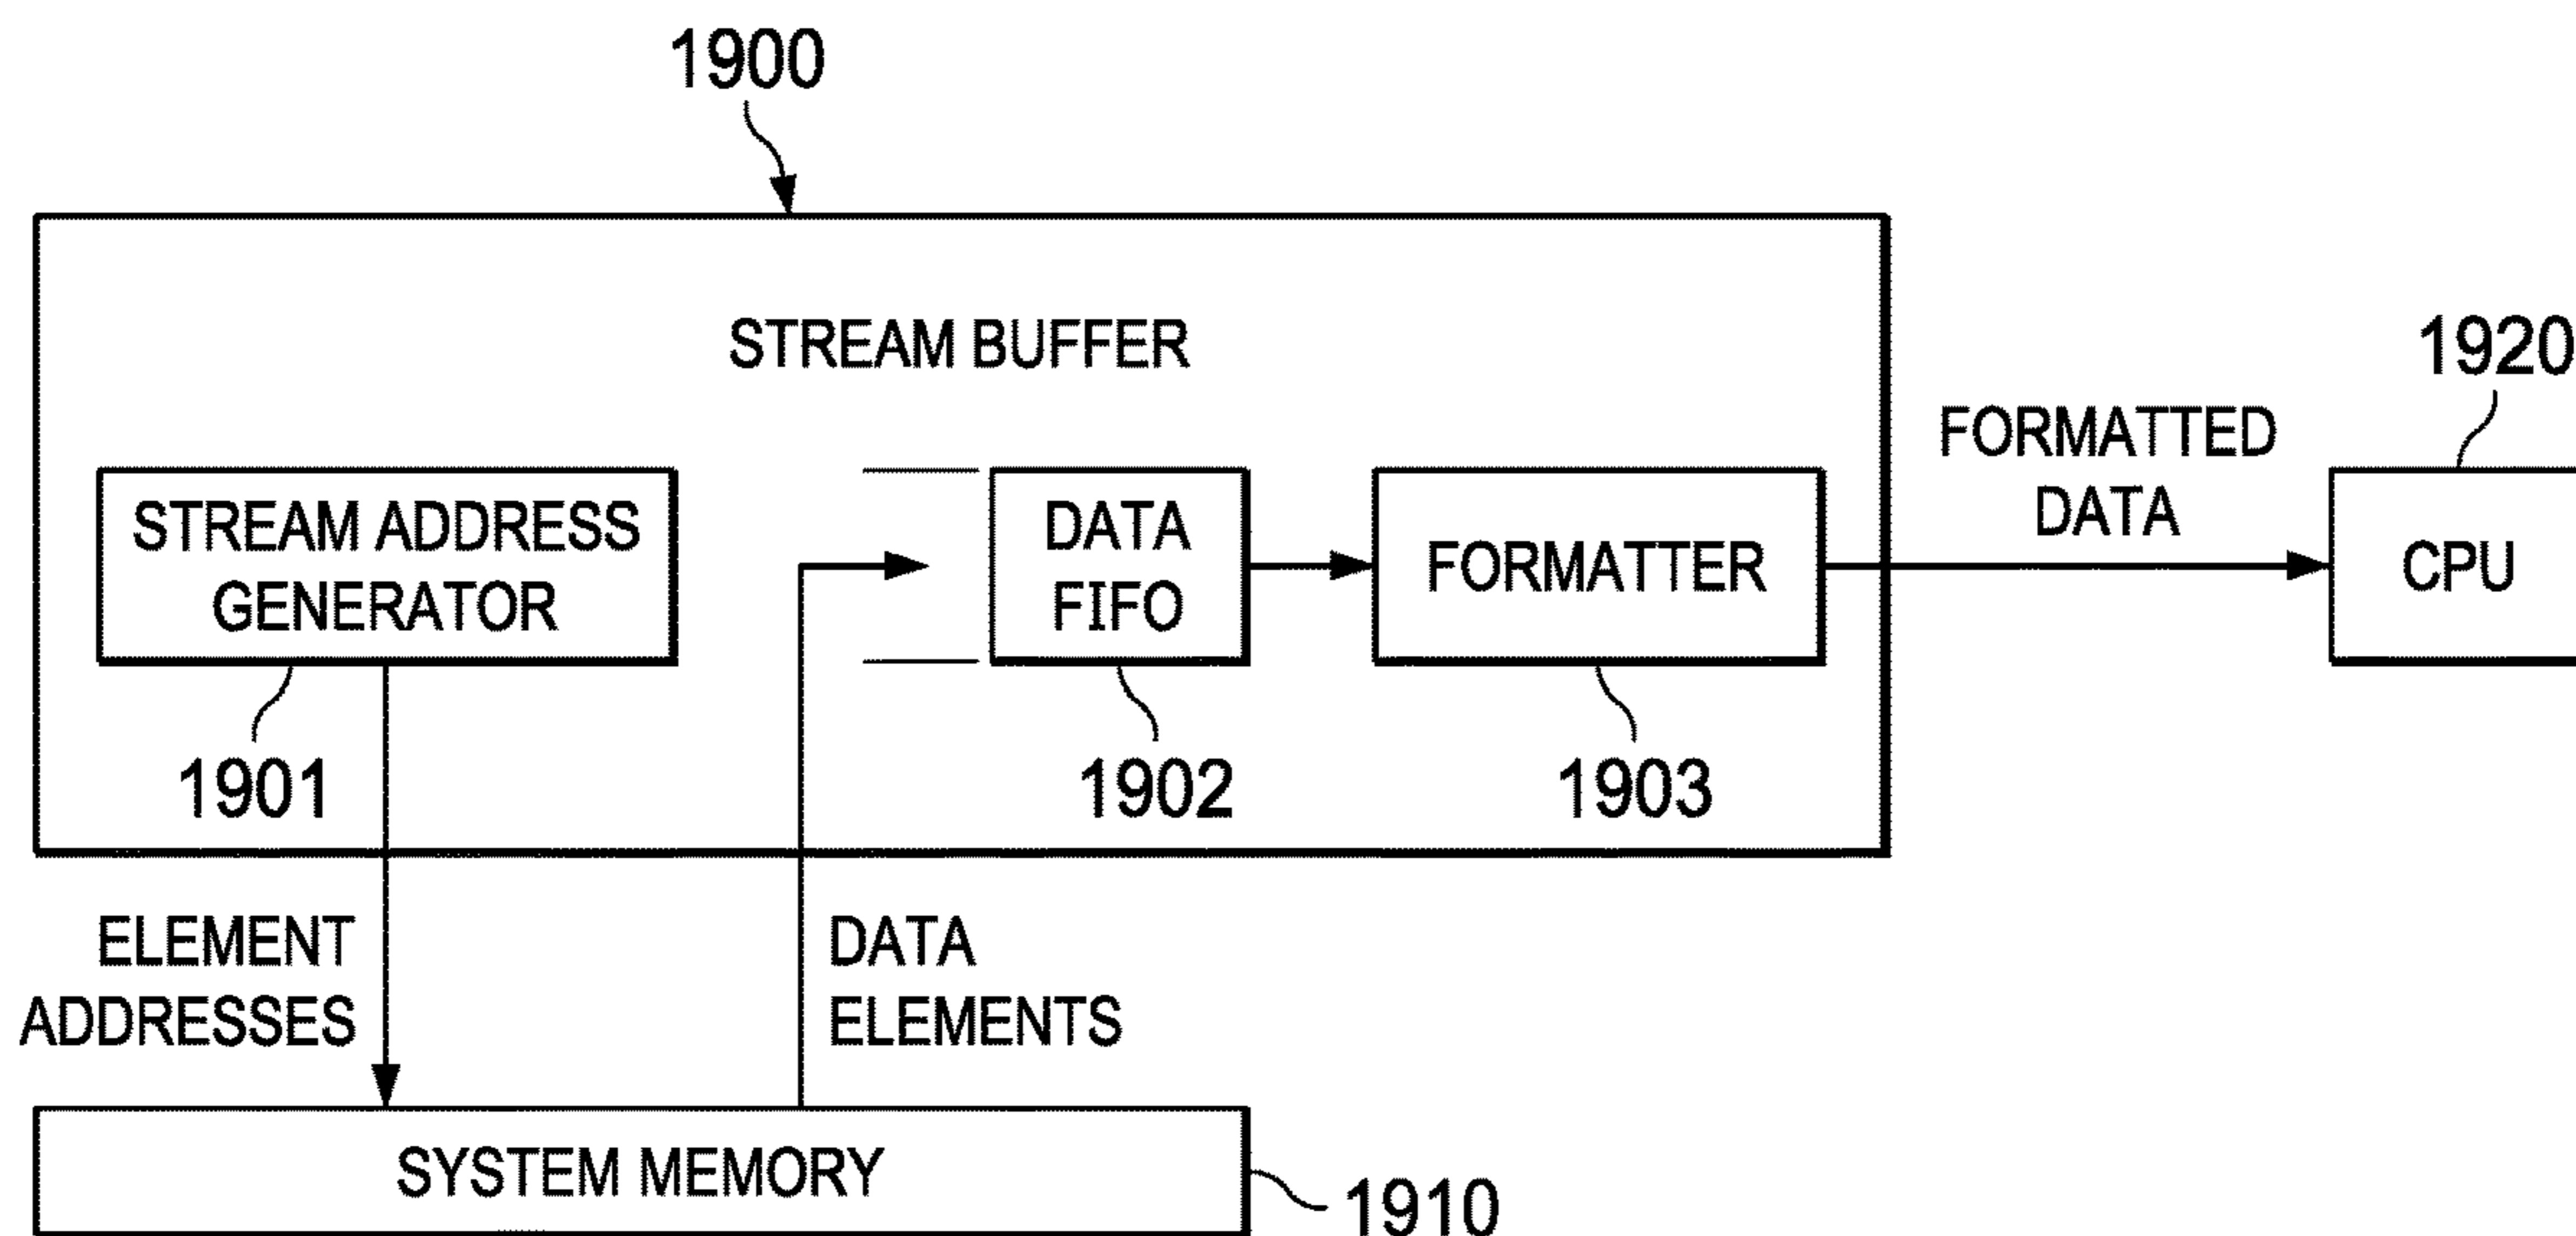 1900
STREAM BUFFER
1920
FORMATTED
DATA
STREAM ADDRESS
GENERATOR
DATA
FIFO
FORMATTER
CPU
1901
1902
1903
ELEMENT
ADDRESSES
DATA
ELEMENTS
SYSTEM MEMORY
1910